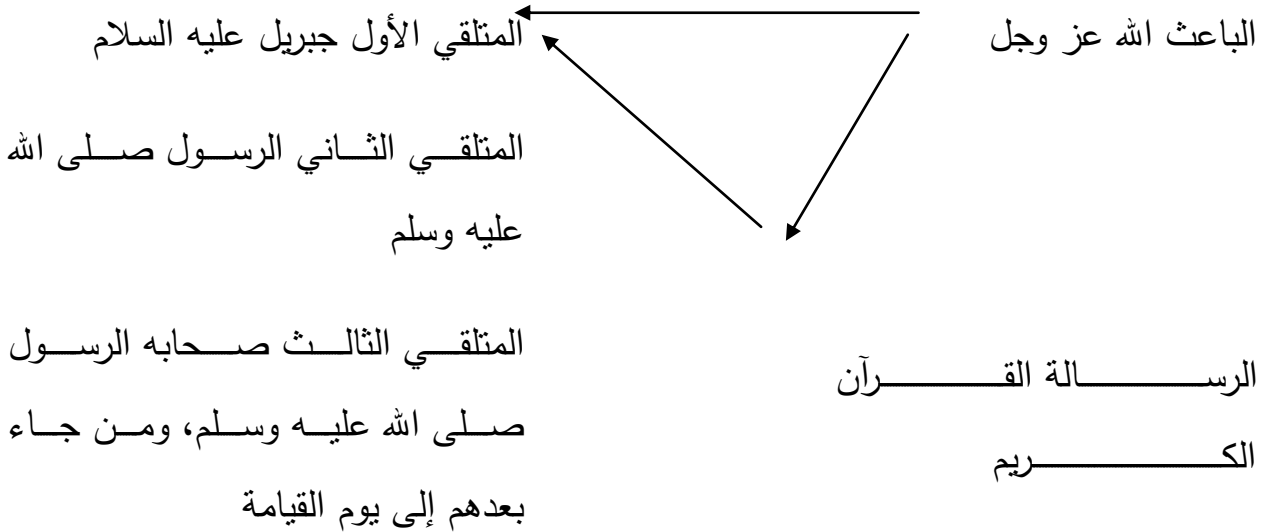 الباعث الله عز وجل
المتلقي الأول جبريل عليه السلام
المتلقي الثاني الرسول صلى الله
عليه وسلم
المتلقي الثالث صحابه الرسول
صلى الله عليه وسلم، ومن جاء
بعدهم إلى يوم القيامة
الرسالة القرآن
الكريم